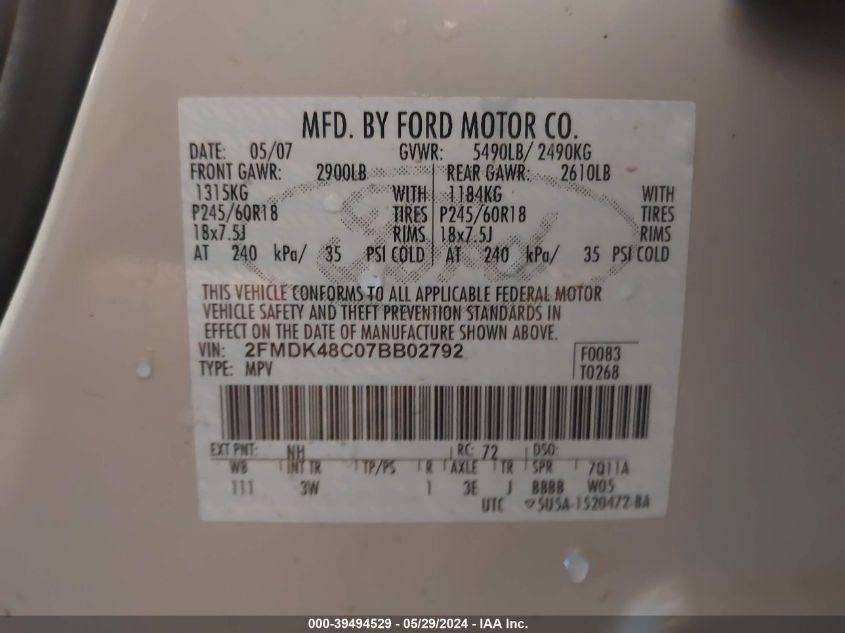 MFD. BY FORD MOTOR CO.
DATE: 05/07 GVWR: 5490LB/ 2490KG
FRONT GAWR: 2900LB REAR GAWR: 2610LB
1315KG WITH 1184KG WITH
P245/60R18 TIRES P245/60R18 TIRES
18x7.5J RIMS 18x7.5J RIMS
AT 240 kPa/ 35 PSI COLD AT 240 kPa/ 35 PSI COLD
Ford
THIS VEHICLE CONFORMS TO ALL APPLICABLE FEDERAL MOTOR
VEHICLE SAFETY AND THEFT PREVENTION STANDARDS IN
EFFECT ON THE DATE OF MANUFACTURE SHOWN ABOVE.
VIN: 2FMDK48C07BB02792 F0083
TYPE: MPV T0268
EXT PNT: NH RC: 72 DSO:
WB INT TR TP/PS R AXLE TR SPR 7Q11A
111 3W 1 3E J BBBB W05
UTC 5U5A-1520472-BA
000-39494529 - 05/29/2024 - IAA Inc.